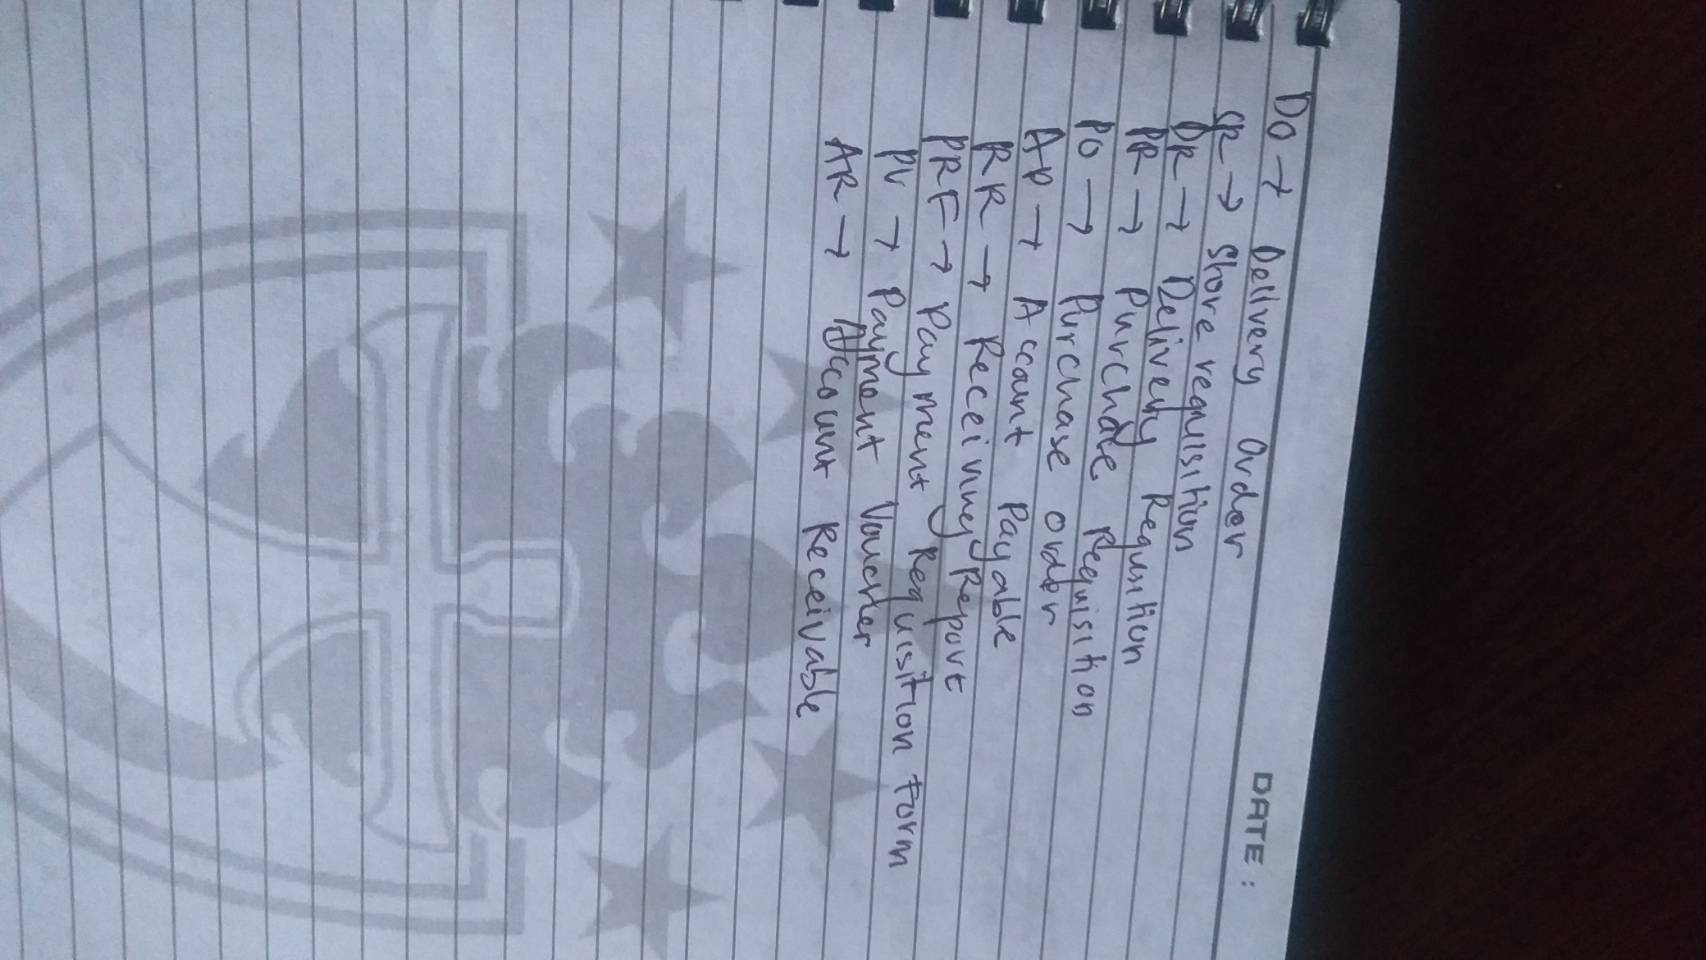 DATE :
DO → Delivery Order
SR → Store requisition
DR → Delivery Requisition
PR → Purchase Requisition
PO → Purchase order
AP → Account Payable
RR → Receiving Report
PRF → Payment Requisition Form
PV → Payment Voucher
AR → Account Receivable